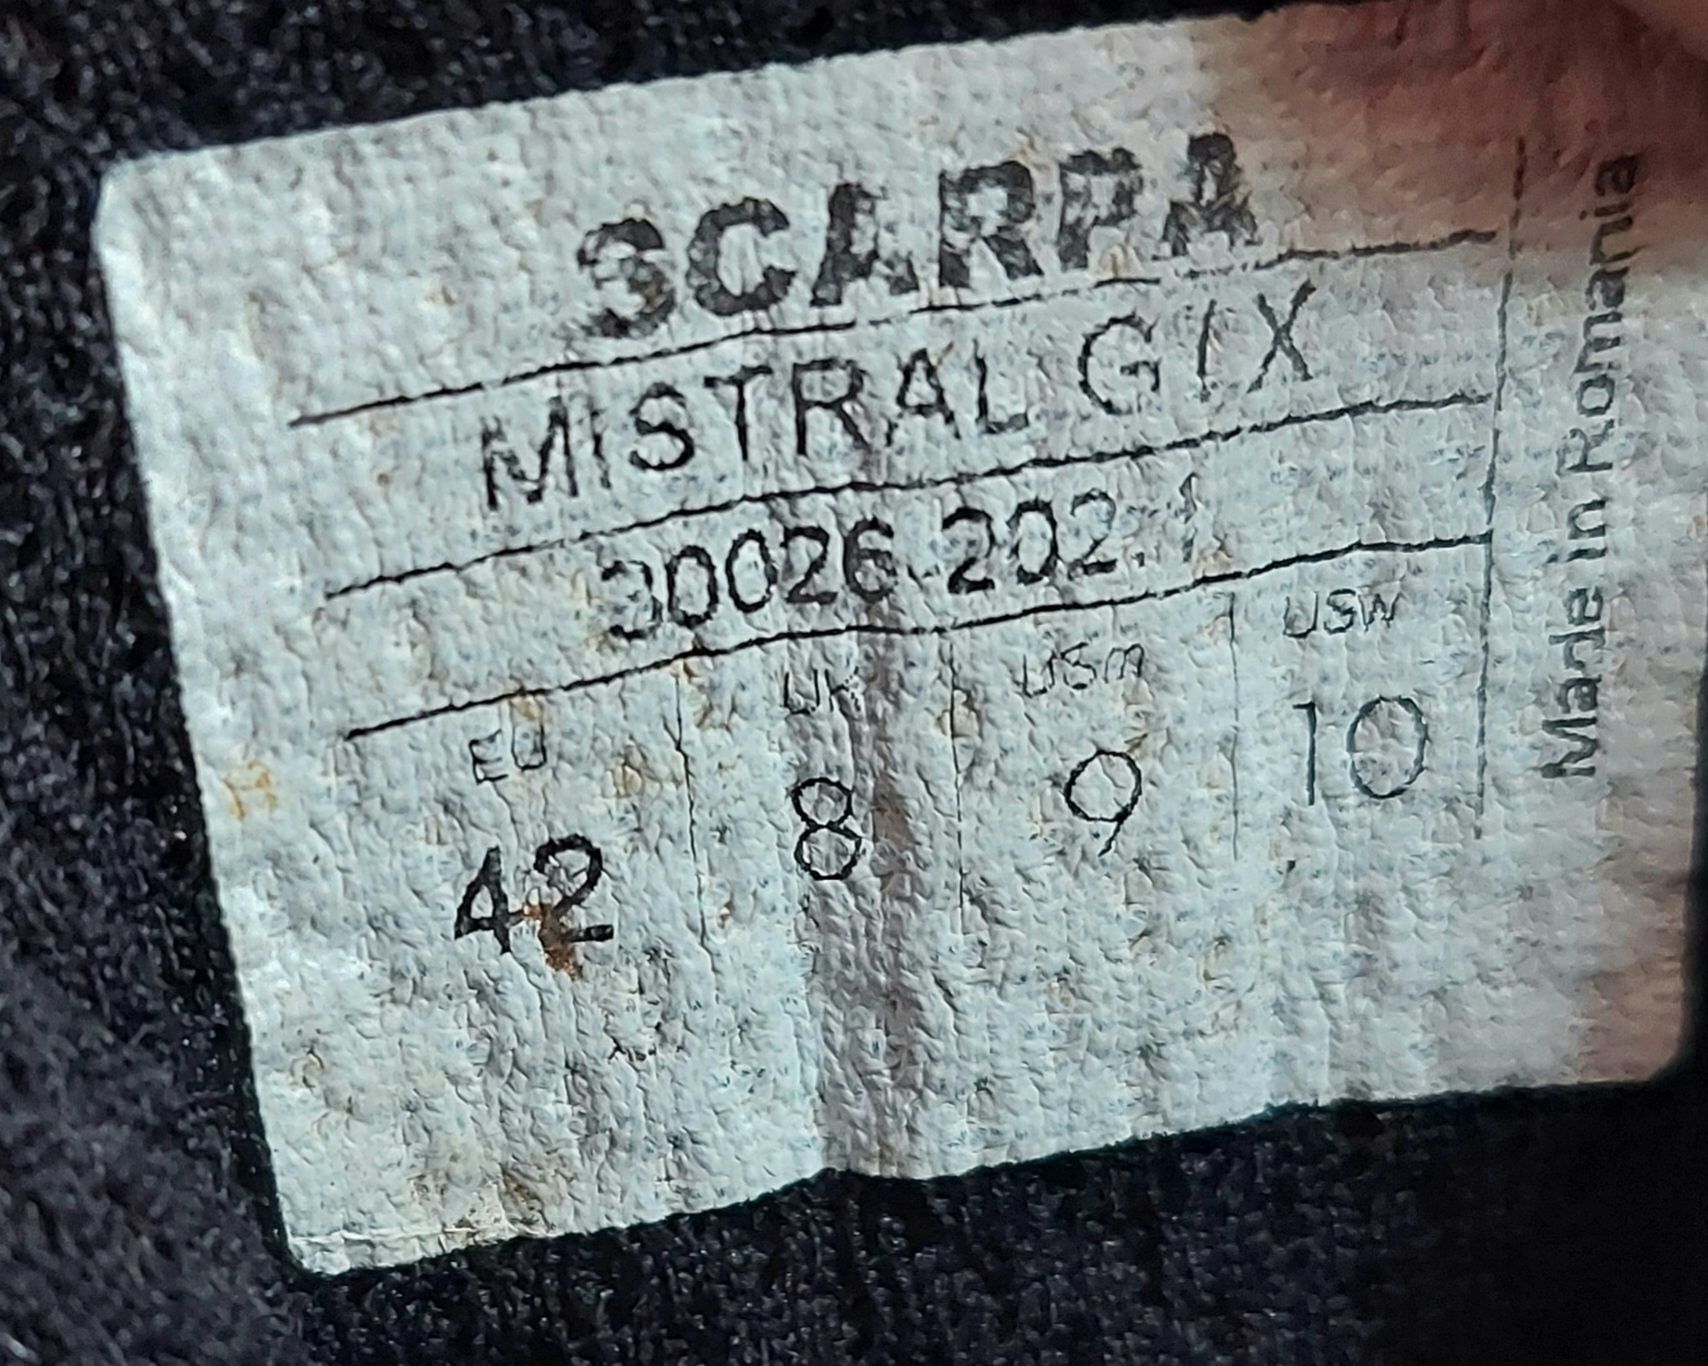 SCARPA
MISTRAL GTX
30026-202.1
EU UK USm USW
42 8 9 10
Made in Romania